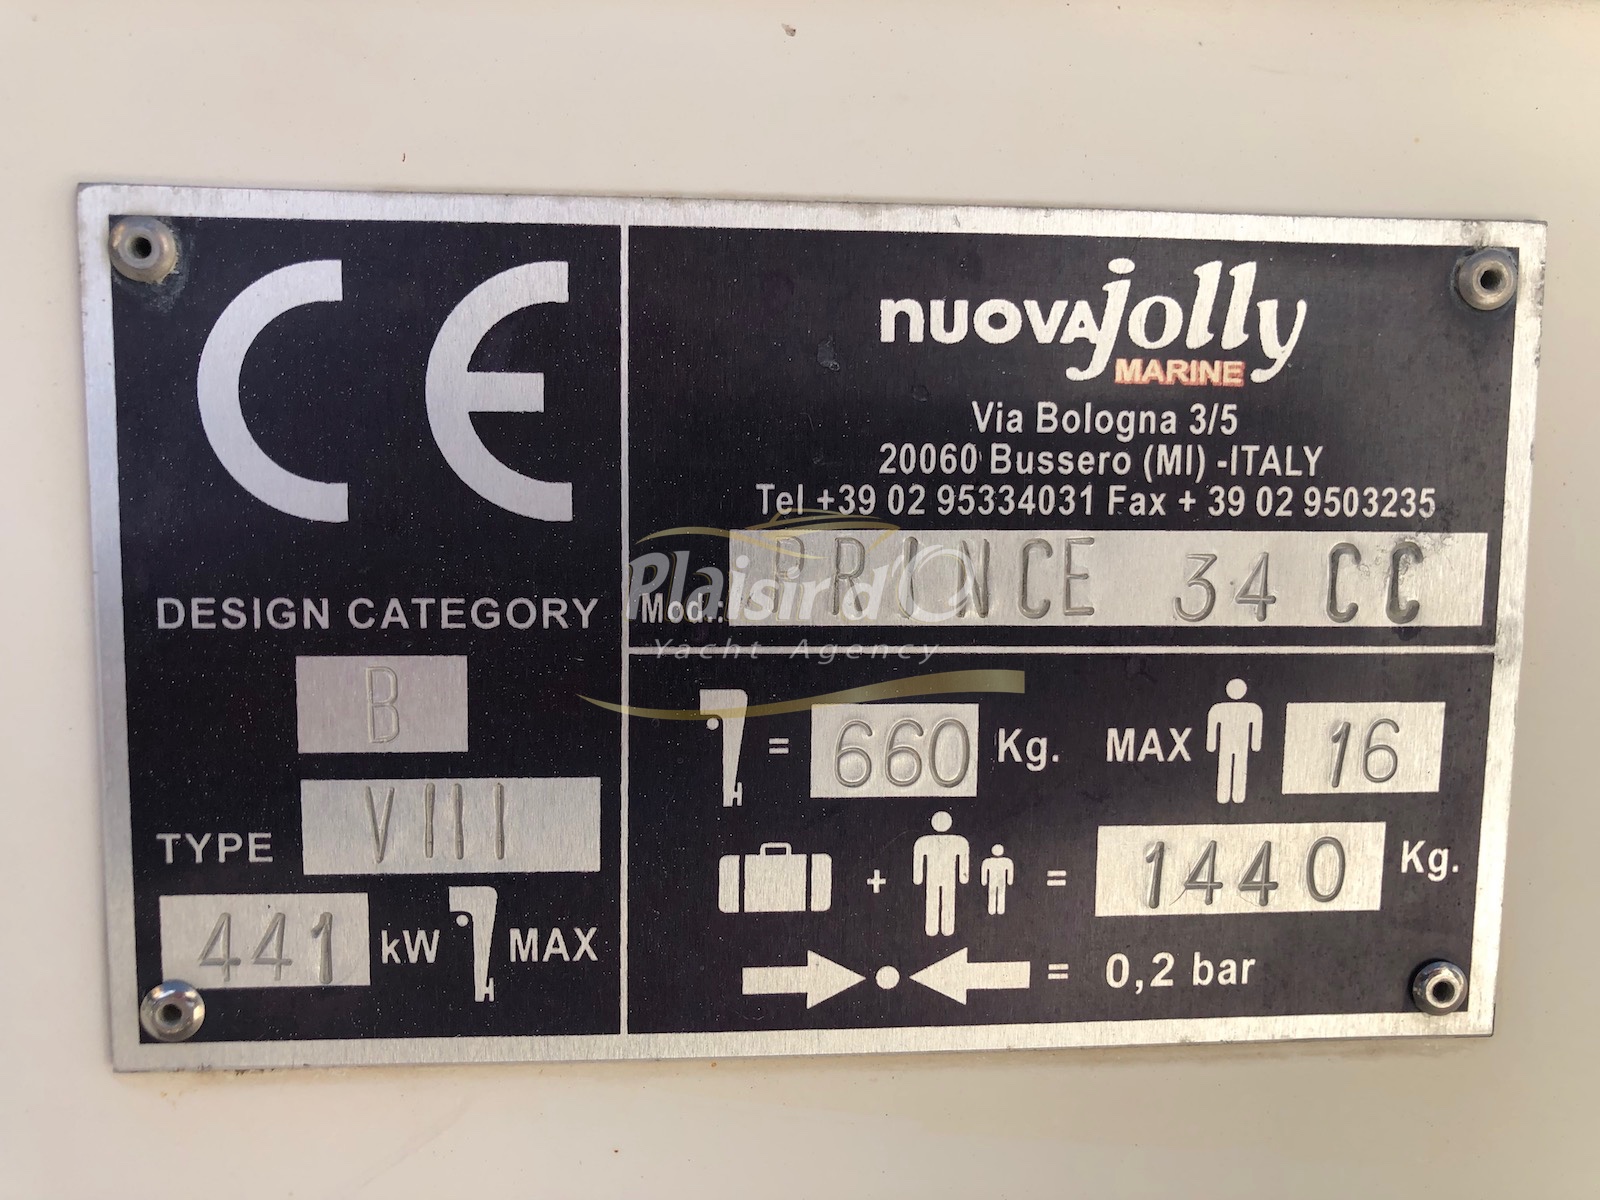 CE
DESIGN CATEGORY
B
TYPE VIII
441 kW MAX
nuovajolly
MARINE
Via Bologna 3/5
20060 Bussero (MI) -ITALY
Tel +39 02 95334031 Fax + 39 02 9503235
Mod.: PRINCE 34 CC
Plaisir d'O
Yacht Agency
= 660 Kg. MAX 16
+ = 1440 Kg.
= 0,2 bar